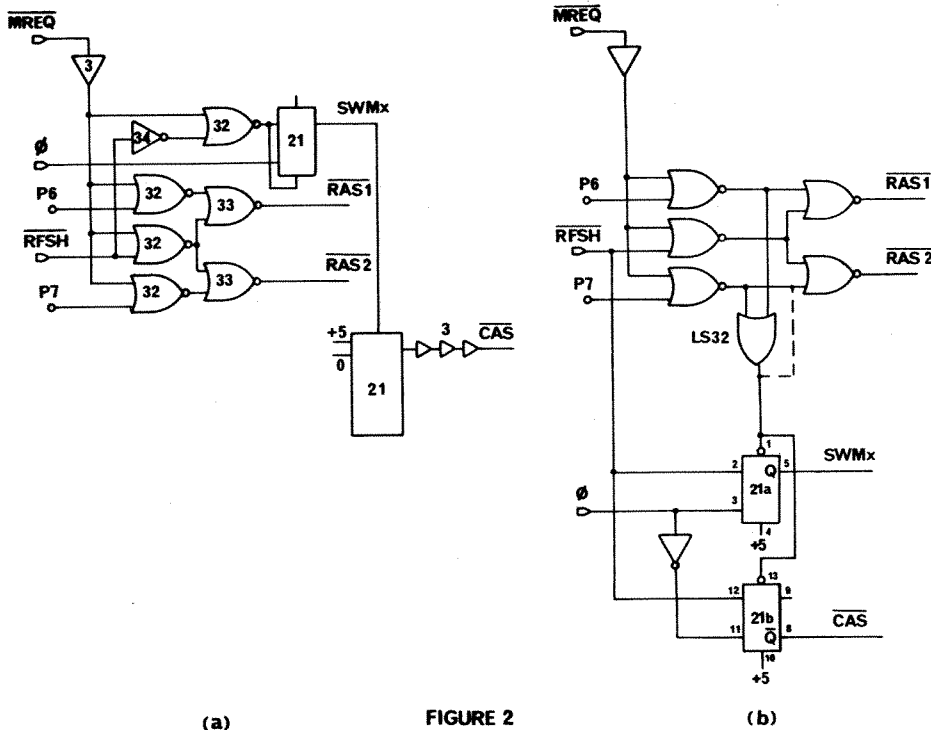 MREQ
3
32
34
21
SWMx
ø
P6
32
33
RAS1
RFSH
32
33
RAS2
P7
32
+5
0
21
3
CAS
(a)
FIGURE 2
MREQ
P6
RAS1
RFSH
RAS 2
P7
LS32
1
2
Q
5
SWMx
21a
ø
3
4
+5
13
12
9
21b
11
Q
8
CAS
10
+5
(b)